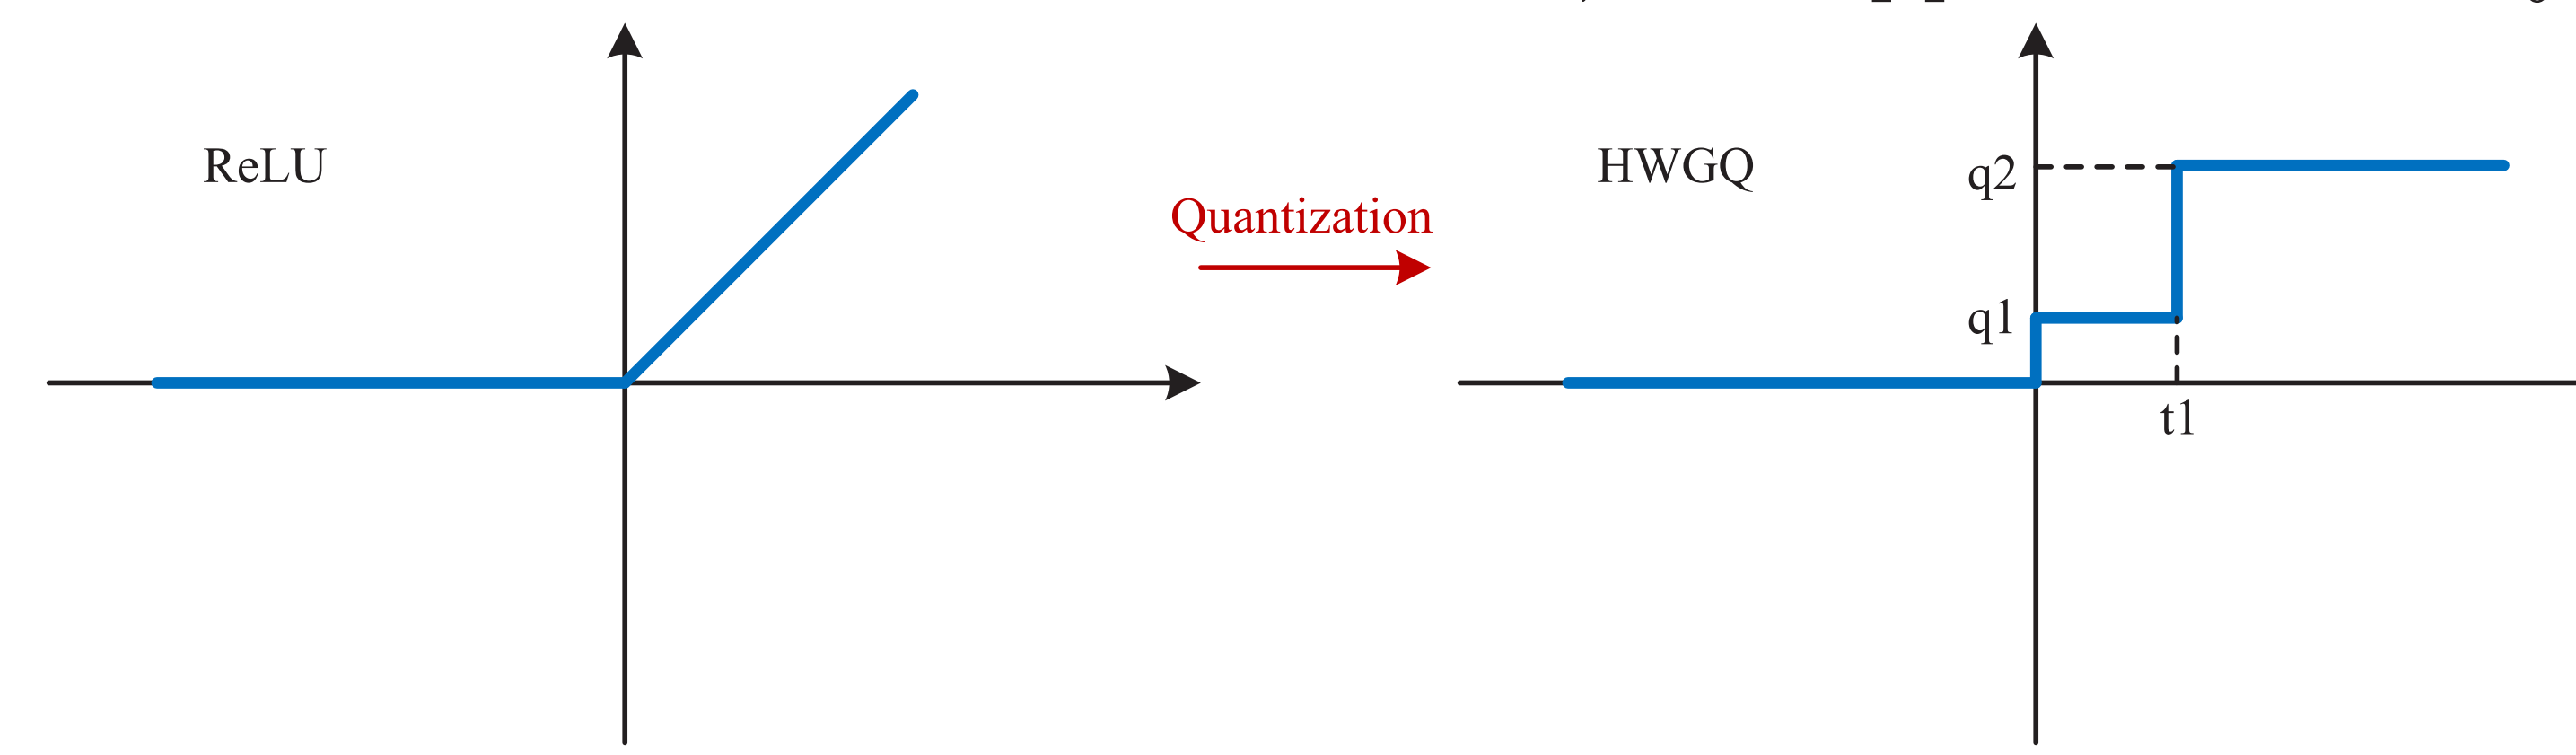 ReLU
Quantization
HWGQ
q2
q1
t1